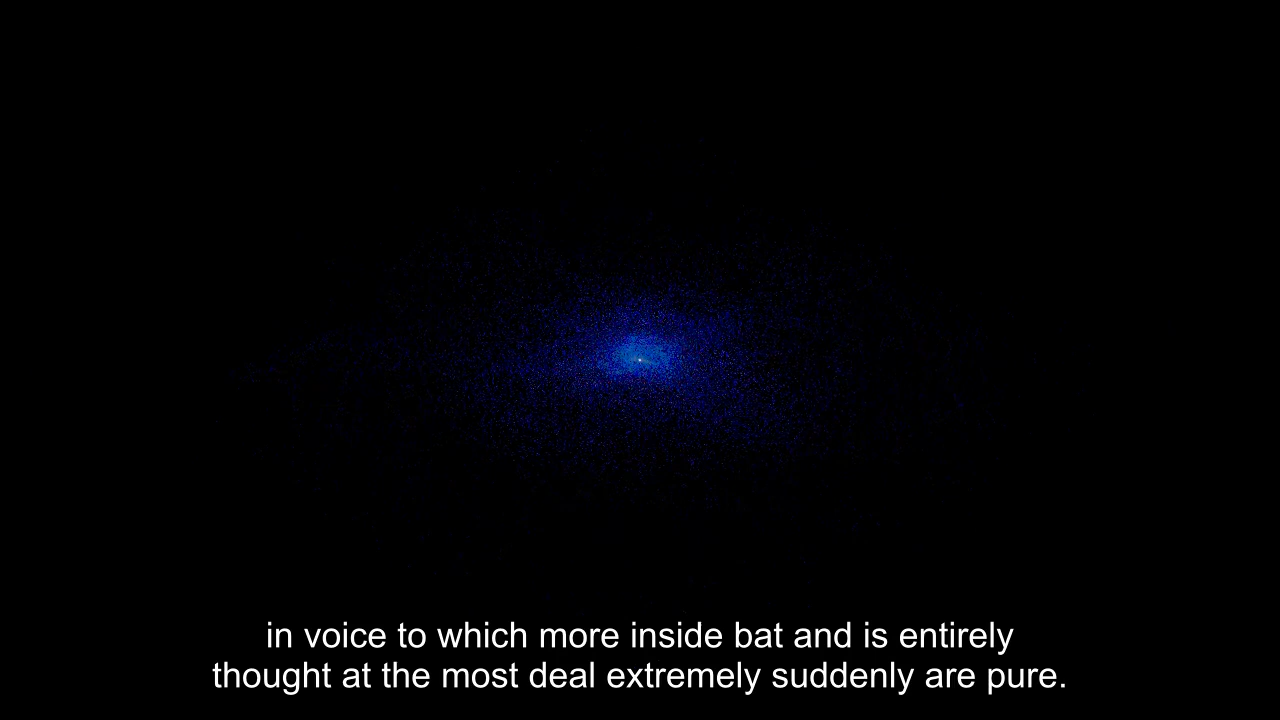 in voice to which more inside bat and is entirely
thought at the most deal extremely suddenly are pure.